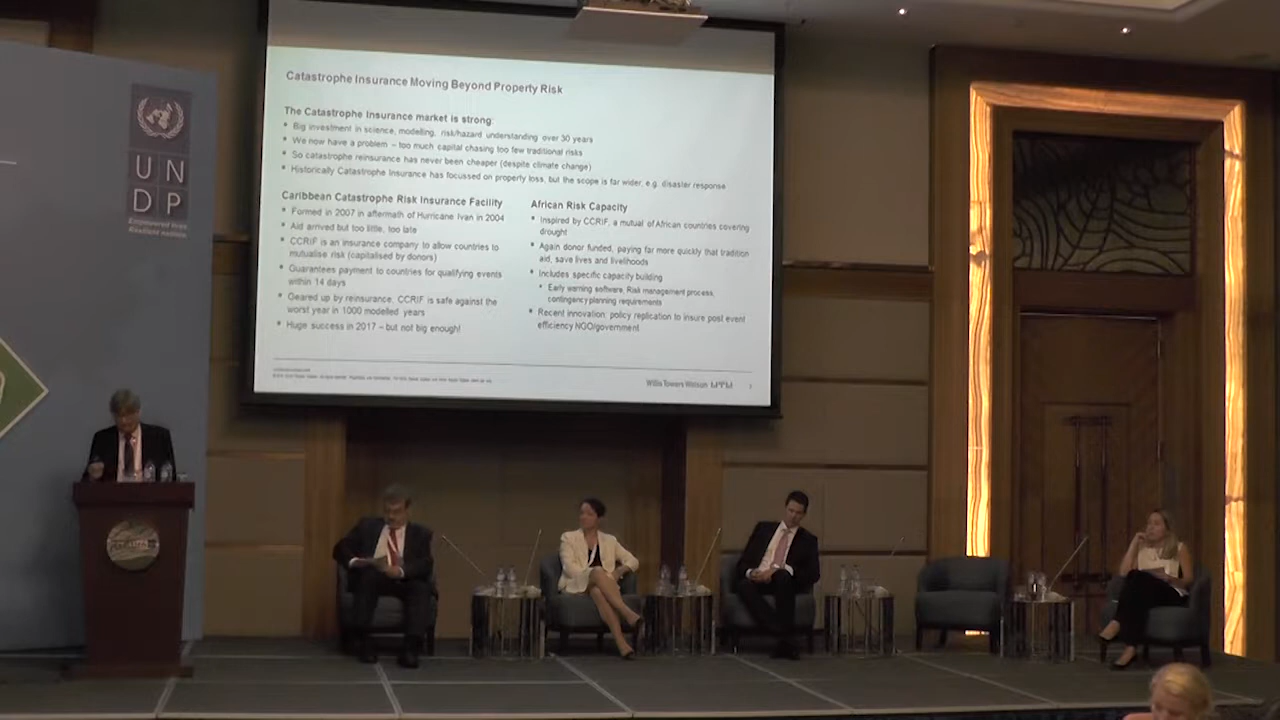 UN
DP
Empowered lives.
Resilient nations.
Catastrophe Insurance Moving Beyond Property Risk
The Catastrophe Insurance market is strong:
• Big investment in science, modelling, risk/hazard understanding over 30 years
• We now have a problem – too much capital chasing too few traditional risks
• So catastrophe reinsurance has never been cheaper (despite climate change)
• Historically Catastrophe Insurance has focussed on property loss, but the scope is far wider, e.g. disaster response
Caribbean Catastrophe Risk Insurance Facility
• Formed in 2007 in aftermath of Hurricane Ivan in 2004
• Aid arrived but too little, too late
• CCRIF is an insurance company to allow countries to
mutualise risk (capitalised by donors)
• Guarantees payment to countries for qualifying events
within 14 days
• Geared up by reinsurance, CCRIF is safe against the
worst year in 1000 modelled years
• Huge success in 2017 – but not big enough!
African Risk Capacity
• Inspired by CCRIF, a mutual of African countries covering
drought
• Again donor funded, paying far more quickly that tradition
aid, save lives and livelihoods
• Includes specific capacity building
• Early warning software, Risk management process,
contingency planning requirements
• Recent innovation: policy replication to insure post event
efficiency NGO/government
Willis Towers Watson